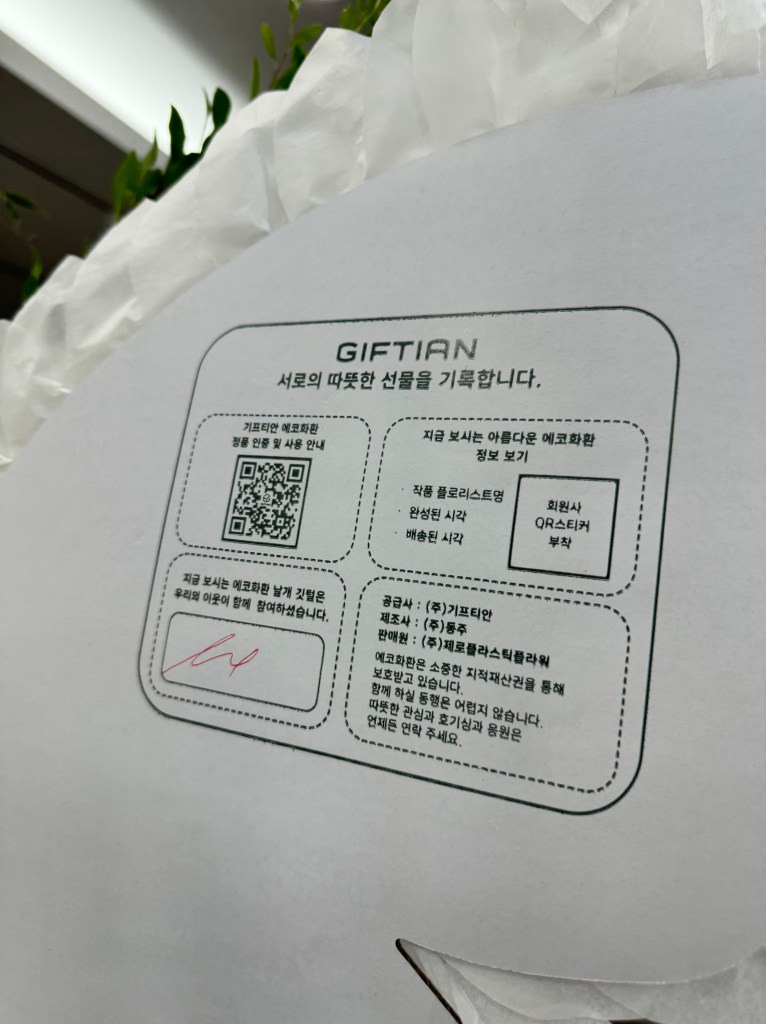 GIFTIAN
서로의 따뜻한 선물을 기록합니다.
기프티안 에코화환
정품 인증 및 사용 안내
지금 보시는 아름다운 에코화환
정보 보기
· 작품 플로리스트명
· 완성된 시각
· 배송된 시각
회원사
QR스티커
부착
지금 보시는 에코화환 날개 깃털은
우리의 이웃이 함께 참여하셨습니다.
공급사 : (주)기프티안
제조사 : (주)동주
판매원 : (주)제로플라스틱플라워
에코화환은 소중한 지적재산권을 통해
보호받고 있습니다.
함께 하실 동행은 어렵지 않습니다.
따뜻한 관심과 호기심과 응원은
언제든 연락 주세요.